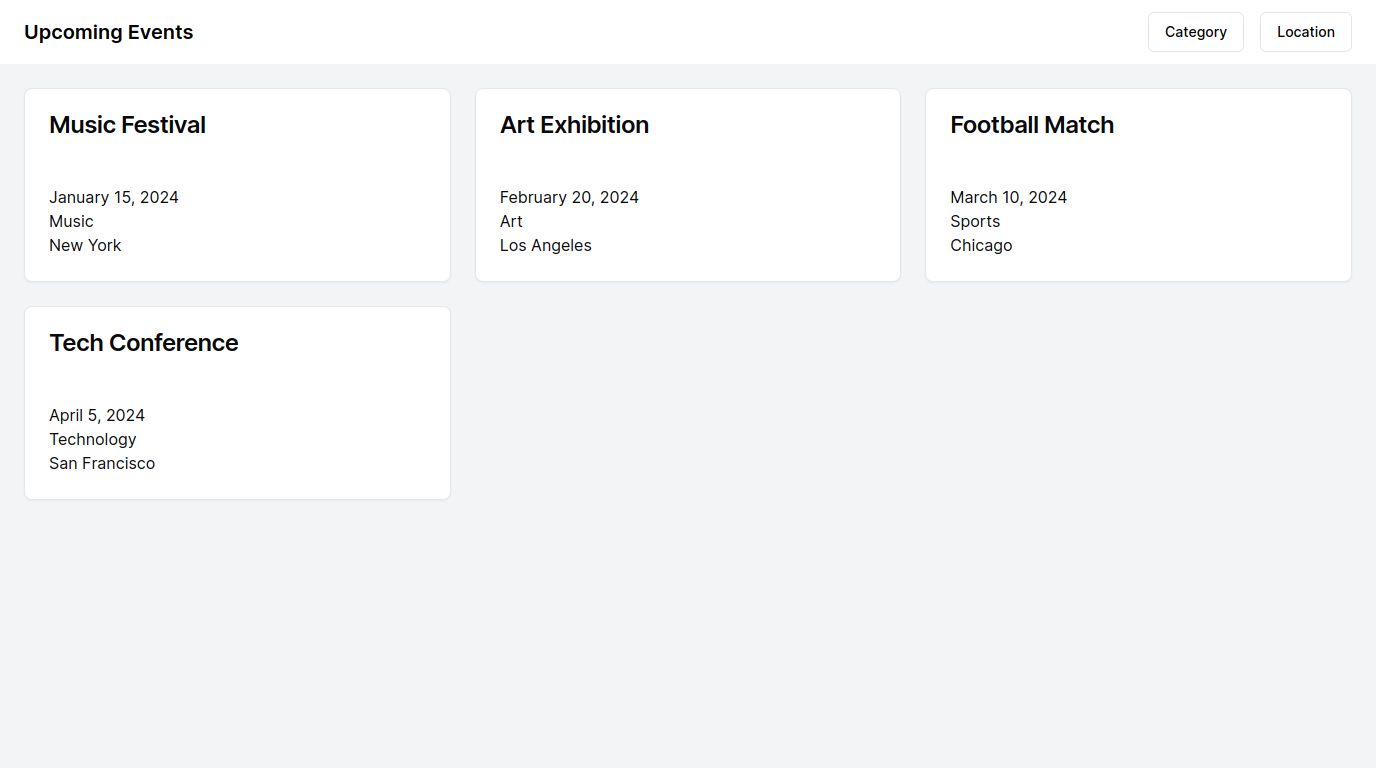 Upcoming Events
Category
Location
Music Festival
January 15, 2024
Music
New York
Art Exhibition
February 20, 2024
Art
Los Angeles
Football Match
March 10, 2024
Sports
Chicago
Tech Conference
April 5, 2024
Technology
San Francisco